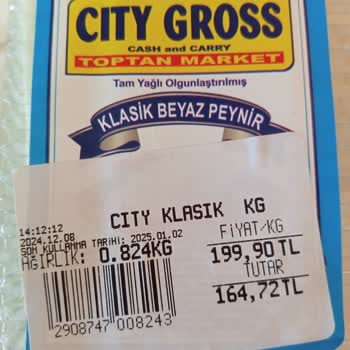 CITY GROSS
CASH and CARRY
TOPTAN MARKET
Tam Yağlı Olgunlaştırılmış
KLASİK BEYAZ PEYNİR
CITY KLASIK KG
14:12:12
2024.12.08
SON KULLANMA TARİHİ: 2025.01.02
AĞIRLIK: 0.824KG
FİYAT/KG
199,90TL
TUTAR
164,72TL
2908747 008243